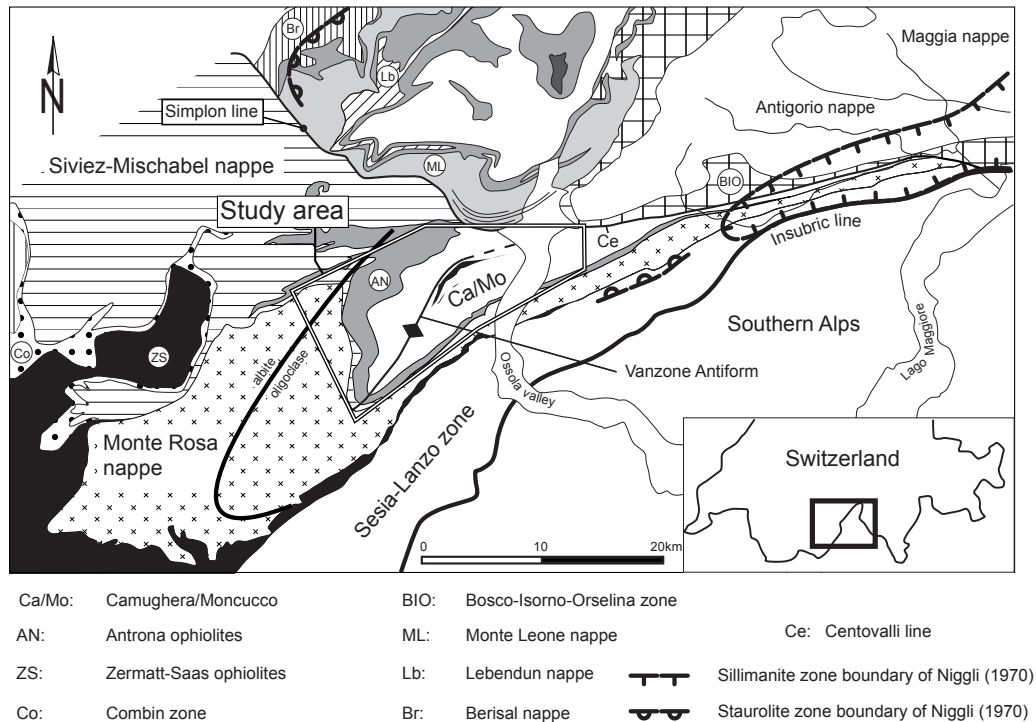 Br
Maggia nappe
Lb
N
Antigorio nappe
Simplon line
ML
Siviez-Mischabel nappe
BIO
Study area
Ce
Insubric line
AN
Ca/Mo
Southern Alps
Co
ZS
albite
oligoclase
Ossola valley
Lago Maggiore
Vanzone Antiform
Monte Rosa
nappe
Sesia-Lanzo zone
Switzerland
0 10 20km
Ca/Mo: Camughera/Moncucco
BIO: Bosco-Isorno-Orselina zone
AN: Antrona ophiolites
ML: Monte Leone nappe
Ce: Centovalli line
ZS: Zermatt-Saas ophiolites
Lb: Lebendun nappe
Sillimanite zone boundary of Niggli (1970)
Co: Combin zone
Br: Berisal nappe
Staurolite zone boundary of Niggli (1970)